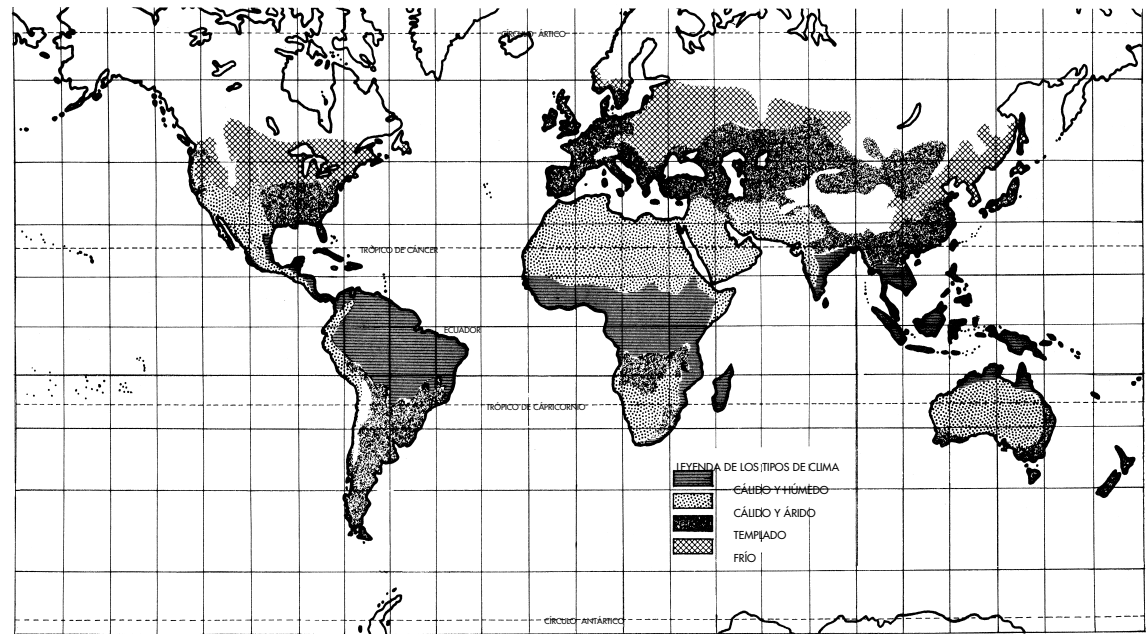 CÍRCULO ÁRTICO
TRÓPICO DE CÁNCER
ECUADOR
TRÓPICO DE CAPRICORNIO
LEYENDA DE LOS TIPOS DE CLIMA
CÁLIDO Y HÚMEDO
CÁLIDO Y ÁRIDO
TEMPLADO
FRÍO
CÍRCULO ANTÁRTICO